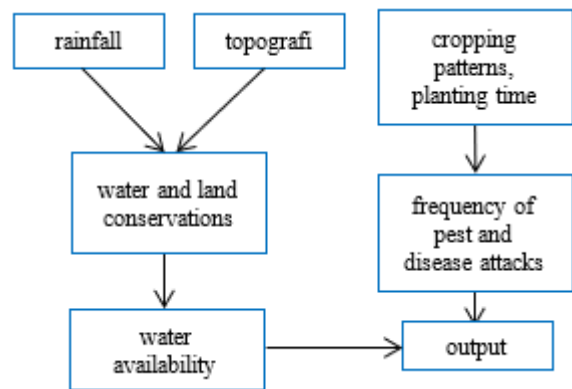 rainfall
topografi
cropping
patterns,
planting time
water and land
conservations
frequency of
pest and
disease attacks
water
availability
output